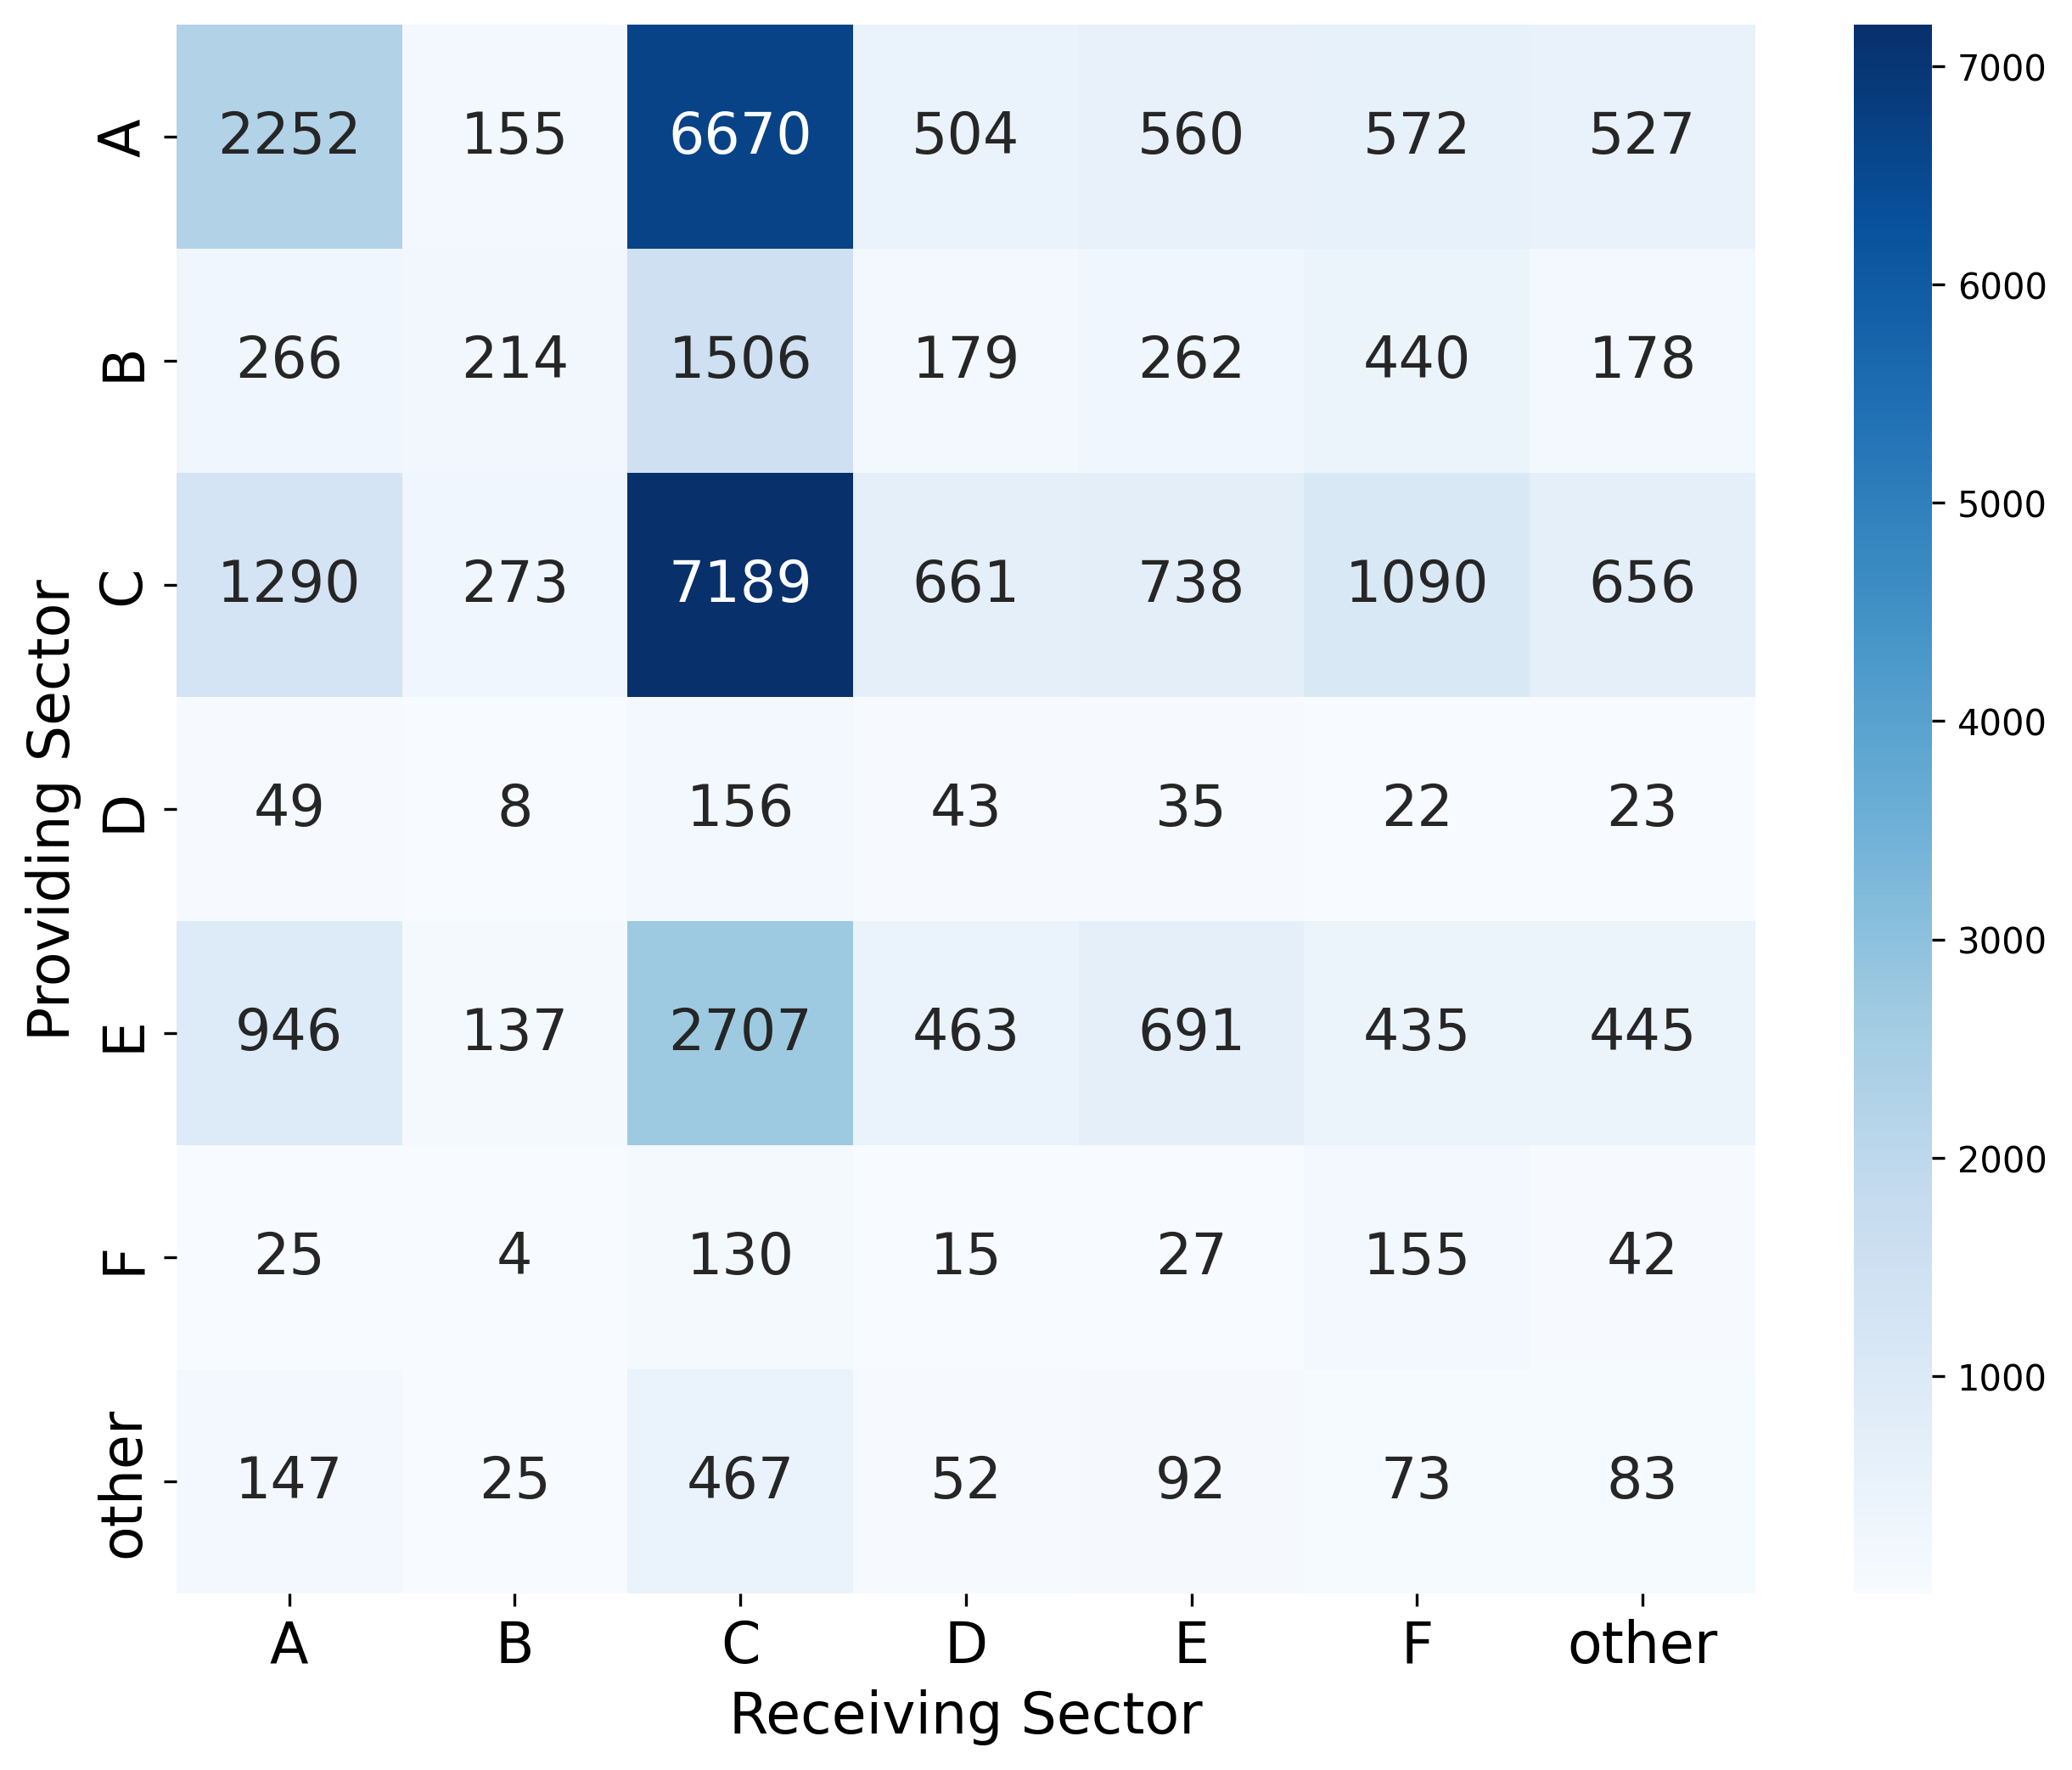 7000
A 2252 155 6670 504 560 572 527
6000
B 266 214 1506 179 262 440 178
5000
C 1290 273 7189 661 738 1090 656
Providing Sector
4000
D 49 8 156 43 35 22 23
3000
E 946 137 2707 463 691 435 445
2000
F 25 4 130 15 27 155 42
1000
other 147 25 467 52 92 73 83
A B C D E F other
Receiving Sector